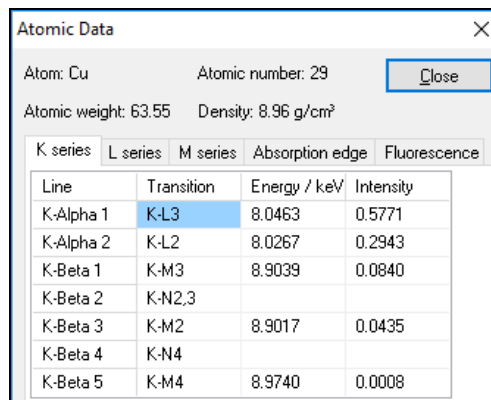 Atomic Data
Atom: Cu Atomic number: 29 Close
Atomic weight: 63.55 Density: 8.96 g/cm³
K series L series M series Absorption edge Fluorescence
Line Transition Energy / keV Intensity
K-Alpha 1 K-L3 8.0463 0.5771
K-Alpha 2 K-L2 8.0267 0.2943
K-Beta 1 K-M3 8.9039 0.0840
K-Beta 2 K-N2,3
K-Beta 3 K-M2 8.9017 0.0435
K-Beta 4 K-N4
K-Beta 5 K-M4 8.9740 0.0008